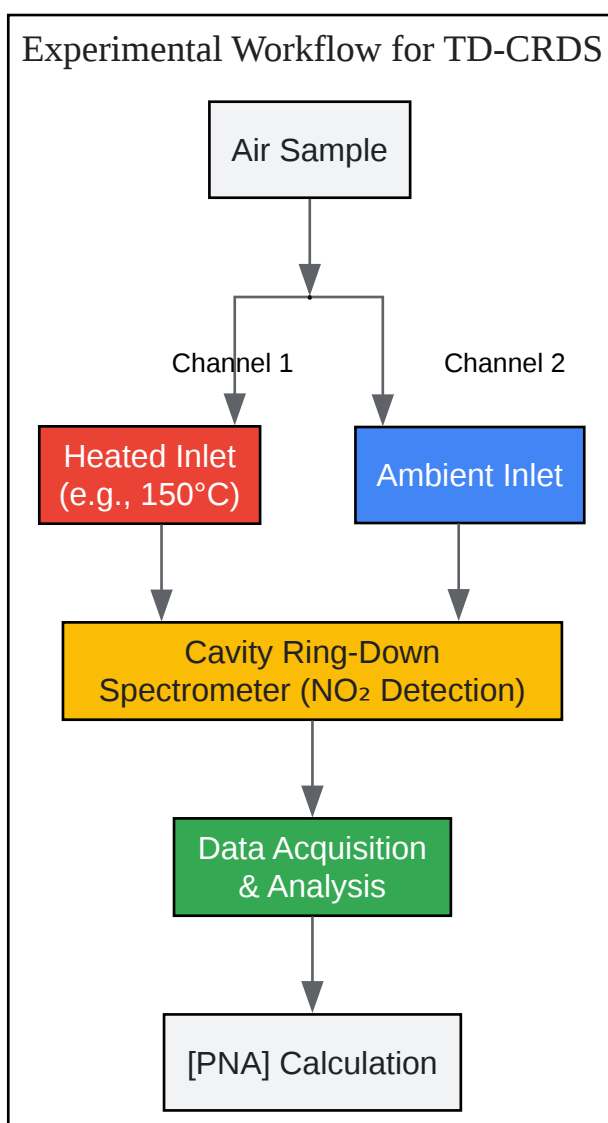 Experimental Workflow for TD-CRDS
Air Sample
Channel 1
Channel 2
Heated Inlet
(e.g., 150°C)
Ambient Inlet
Cavity Ring-Down
Spectrometer (NO₂ Detection)
Data Acquisition
& Analysis
[PNA] Calculation